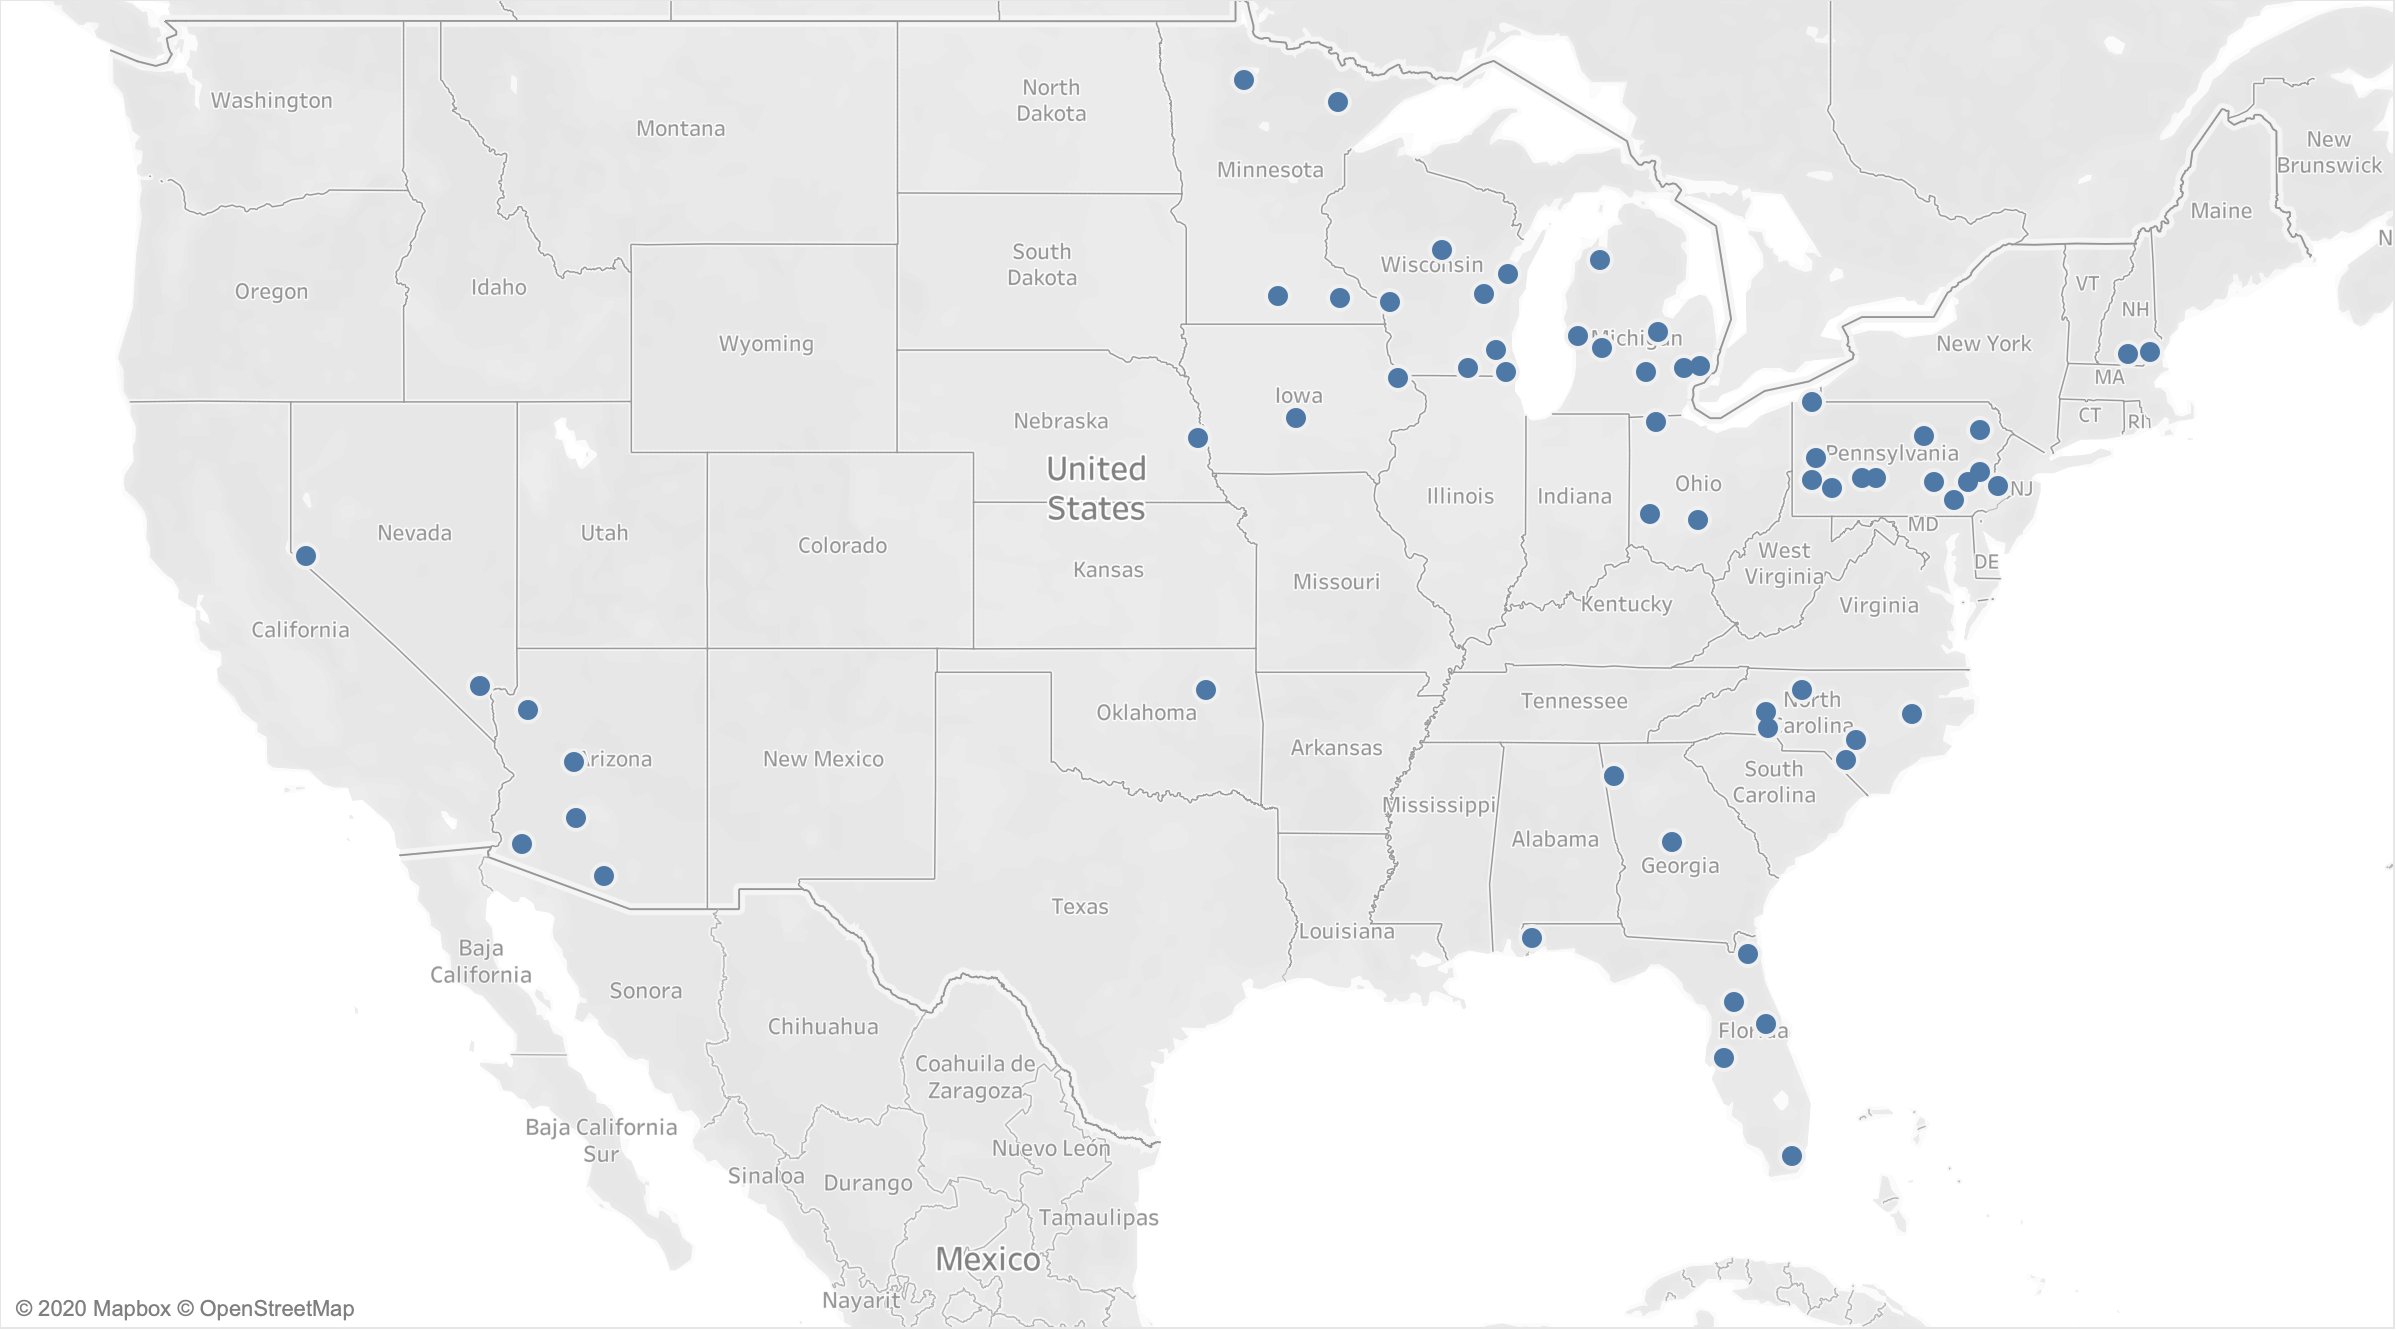 Washington
Montana
North
Dakota
Minnesota
New
Brunswick
Maine
Oregon
Idaho
South
Dakota
Wisconsin
VT
NH
N
Wyoming
Michigan
New York
MA
Iowa
CT
RI
Nebraska
Pennsylvania
United
States
Illinois
Indiana
Ohio
NJ
MD
Nevada
Utah
Colorado
Kansas
Missouri
West
Virginia
DE
Kentucky
Virginia
California
Tennessee
North
Carolina
Oklahoma
Arizona
New Mexico
Arkansas
South
Carolina
Mississippi
Alabama
Georgia
Texas
Louisiana
Baja
California
Sonora
Chihuahua
Florida
Coahuila de
Zaragoza
Baja California
Sur
Nuevo León
Sinaloa
Durango
Tamaulipas
Mexico
Nayarit
© 2020 Mapbox © OpenStreetMap